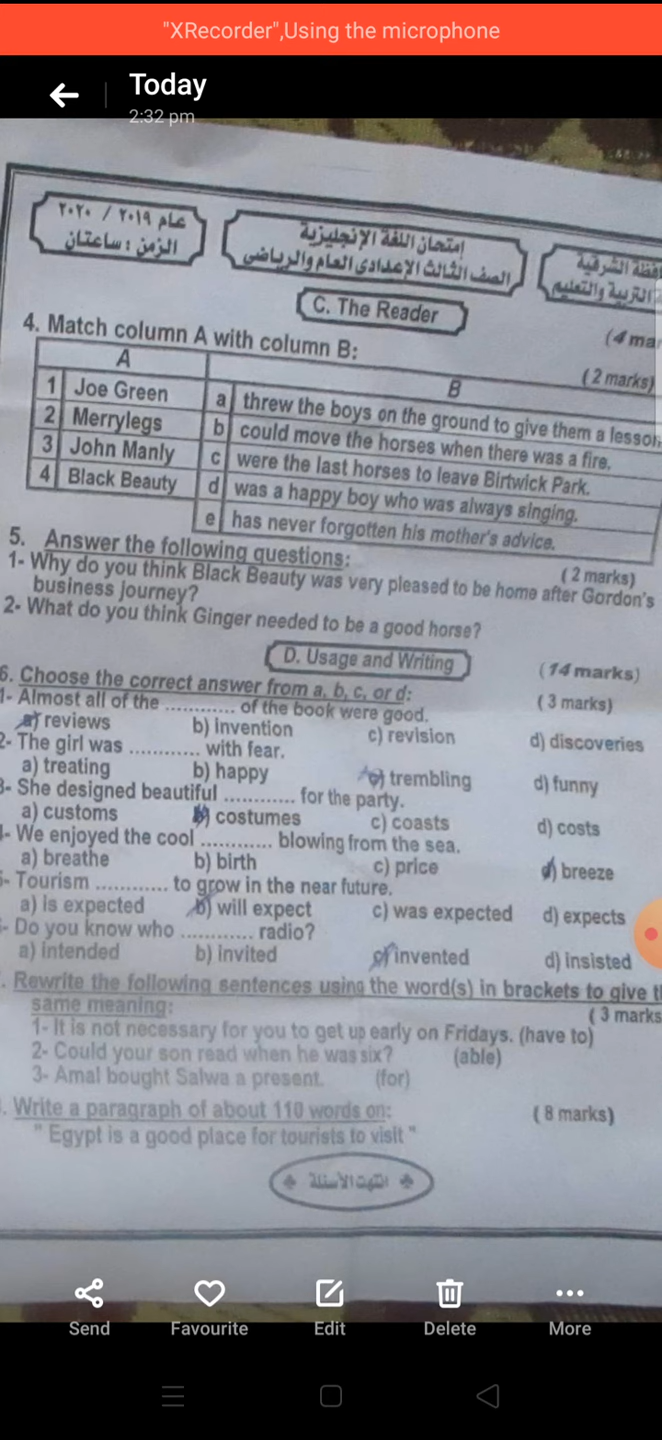 "XRecorder",Using the microphone
Today
2:32 pm
عام ٢٠١٩ / ٢٠٢٠
الزمن : ساعتان
إمتحان اللغة الإنجليزية
الصف الثالث الإعدادى العام والرياضى
الشرقية
التربية والتعليم
C. The Reader
(4 mar
4. Match column A with column B:
(2 marks)
A B
1 Joe Green a threw the boys on the ground to give them a lesson.
2 Merrylegs b could move the horses when there was a fire.
3 John Manly c were the last horses to leave Birtwick Park.
4 Black Beauty d was a happy boy who was always singing.
e has never forgotten his mother's advice.
5. Answer the following questions:
(2 marks)
1- Why do you think Black Beauty was very pleased to be home after Gordon's
business journey?
2- What do you think Ginger needed to be a good horse?
D. Usage and Writing
(14 marks)
6. Choose the correct answer from a, b, c, or d:
(3 marks)
1- Almost all of the ............ of the book were good.
a) reviews b) invention c) revision d) discoveries
2- The girl was ............ with fear.
a) treating b) happy c) trembling d) funny
3- She designed beautiful ............ for the party.
a) customs b) costumes c) coasts d) costs
- We enjoyed the cool ............ blowing from the sea.
a) breathe b) birth c) price d) breeze
- Tourism ............ to grow in the near future.
a) is expected b) will expect c) was expected d) expects
- Do you know who ............ radio?
a) intended b) invited c) invented d) insisted
. Rewrite the following sentences using the word(s) in brackets to give t
same meaning:
(3 marks
1- It is not necessary for you to get up early on Fridays. (have to)
2- Could your son read when he was six? (able)
3- Amal bought Salwa a present. (for)
. Write a paragraph of about 110 words on:
(8 marks)
" Egypt is a good place for tourists to visit "
انتهت الأسئلة
Send
Favourite
Edit
Delete
More